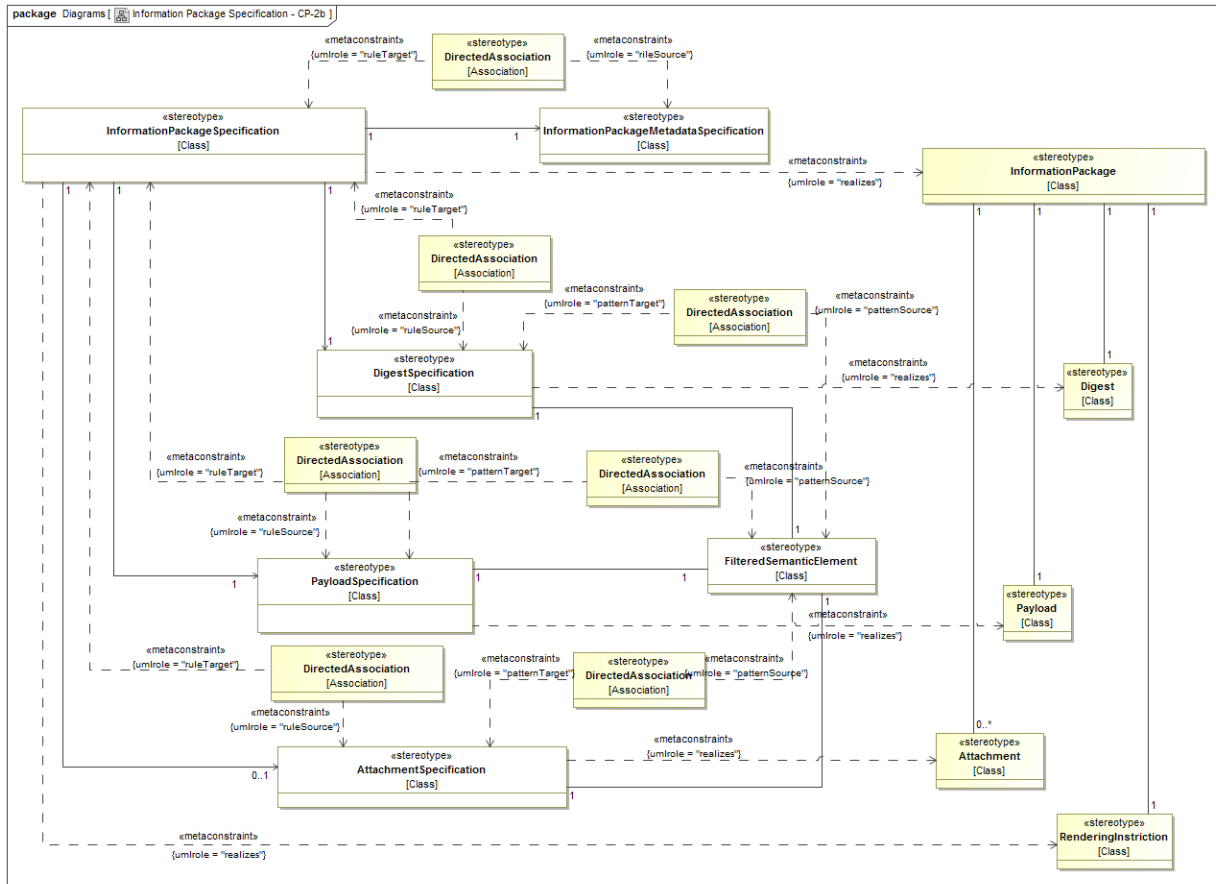 package Diagrams [ Information Package Specification - CP-2b ]
«metaconstraint»
{umlrole = "ruleTarget"}
«stereotype»
DirectedAssociation
[Association]
«metaconstraint»
{umlrole = "rileSource"}
«stereotype»
InformationPackageSpecification
[Class]
1
1
«stereotype»
InformationPackageMetadataSpecification
[Class]
«metaconstraint»
{umlrole = "realizes"}
«stereotype»
InformationPackage
[Class]
1
1
1
1
1
1
1
«metaconstraint»
{umlrole = "ruleTarget"}
«stereotype»
DirectedAssociation
[Association]
«metaconstraint»
{umlrole = "ruleSource"}
«metaconstraint»
{umlrole = "patternTarget"}
«stereotype»
DirectedAssociation
[Association]
«metaconstraint»
{umlrole = "patternSource"}
1
«stereotype»
DigestSpecification
[Class]
1
«metaconstraint»
{umlrole = "realizes"}
1
«stereotype»
Digest
[Class]
«metaconstraint»
{umlrole = "ruleTarget"}
«stereotype»
DirectedAssociation
[Association]
«metaconstraint»
{umlrole = "patternTarget"}
«stereotype»
DirectedAssociation
[Association]
«metaconstraint»
{umlrole = "patternSource"}
«metaconstraint»
{umlrole = "ruleSource"}
1
«stereotype»
FilteredSemanticElement
[Class]
1
«stereotype»
PayloadSpecification
[Class]
1
1
1
«metaconstraint»
{umlrole = "realizes"}
1
«stereotype»
Payload
[Class]
«metaconstraint»
{umlrole = "ruleTarget"}
«stereotype»
DirectedAssociation
[Association]
«metaconstraint»
{umlrole = "patternTarget"}
«stereotype»
DirectedAssociation
[Association]
«metaconstraint»
{umlrole = "patternSource"}
«metaconstraint»
{umlrole = "ruleSource"}
0..1
«stereotype»
AttachmentSpecification
[Class]
1
«metaconstraint»
{umlrole = "realizes"}
0..*
«stereotype»
Attachment
[Class]
«metaconstraint»
{umlrole = "realizes"}
1
«stereotype»
RenderingInstriction
[Class]